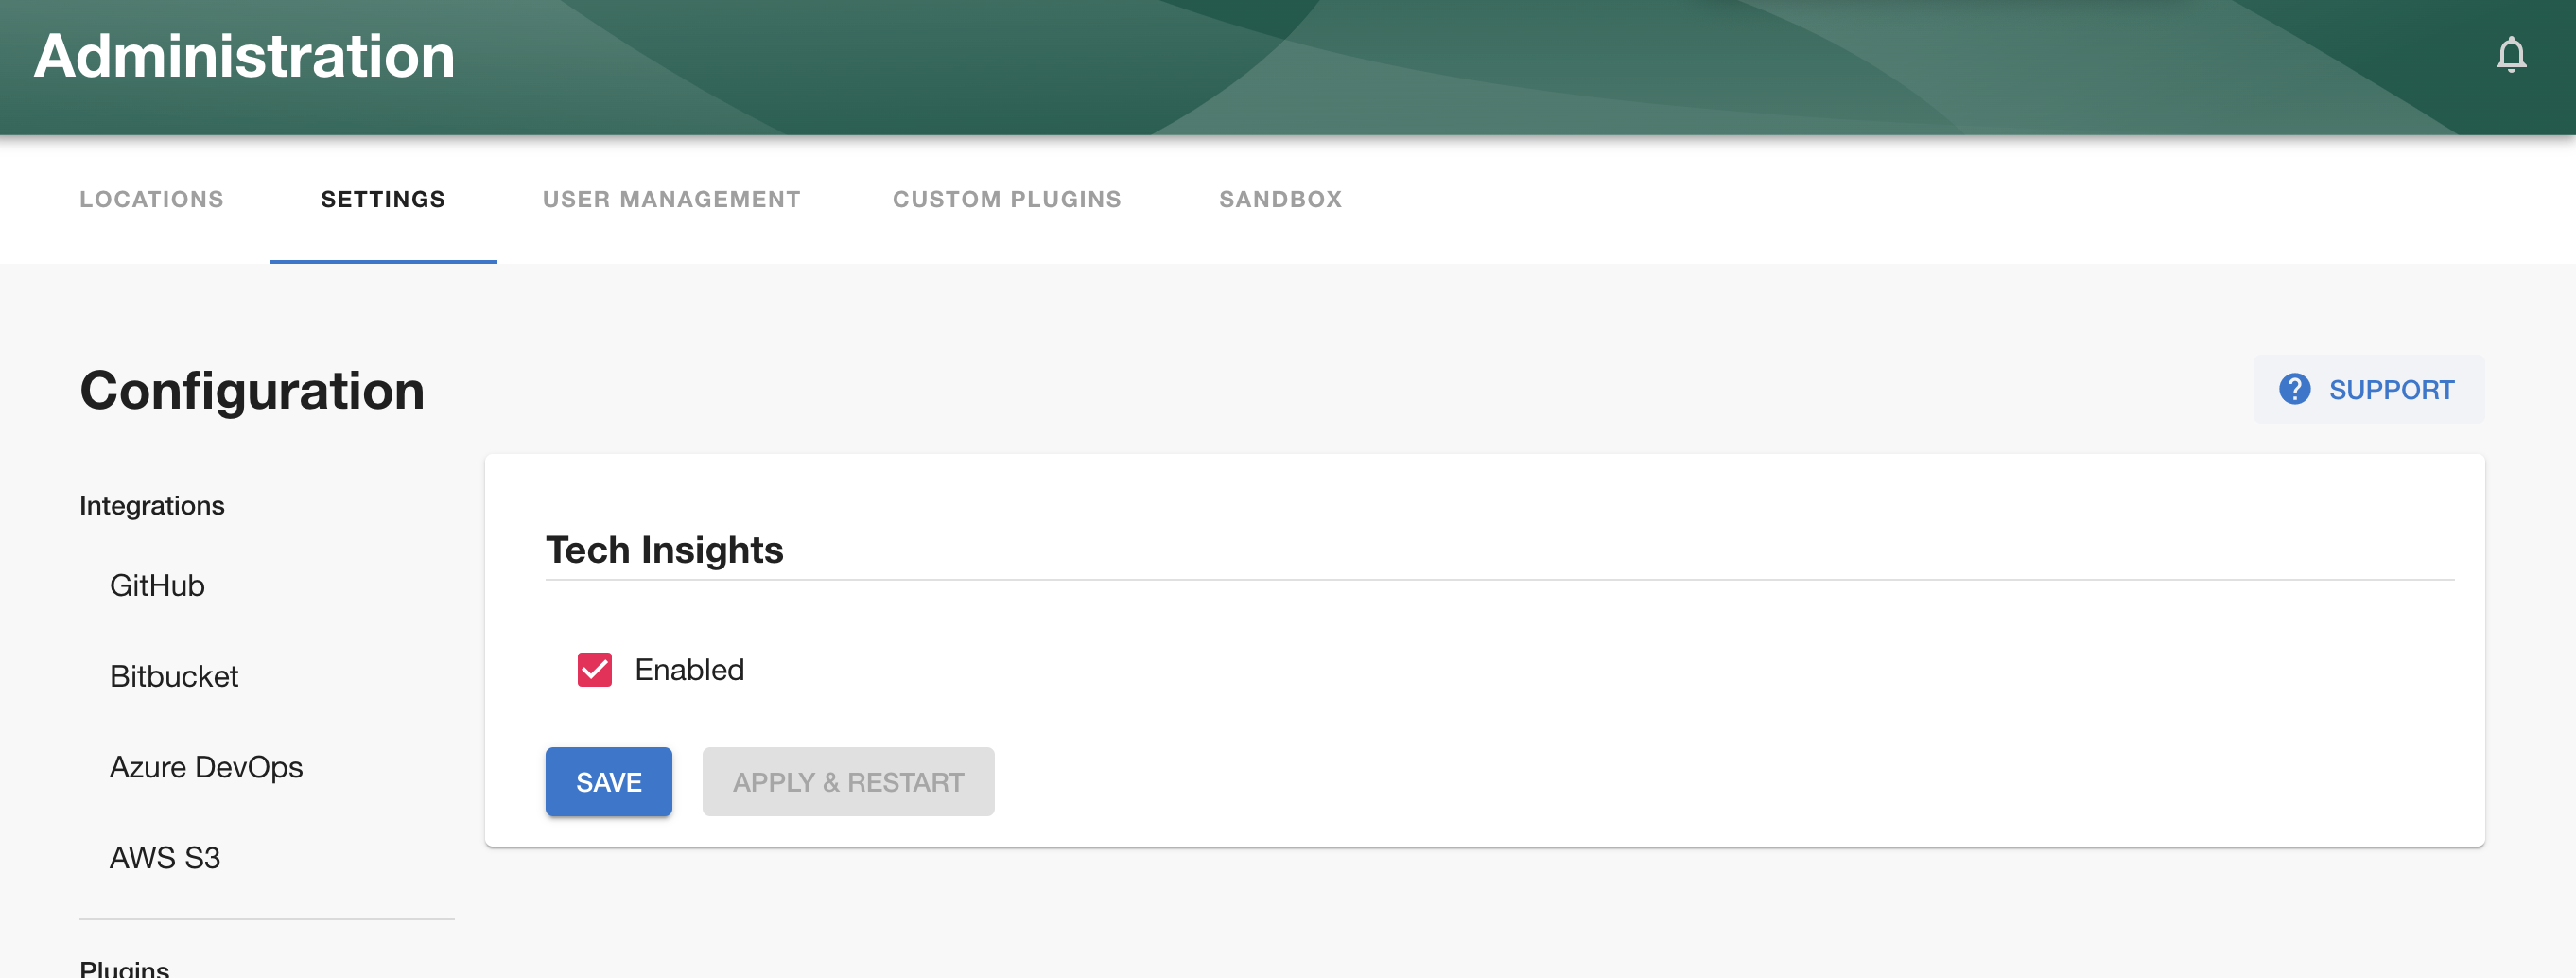 Administration
LOCATIONS SETTINGS USER MANAGEMENT CUSTOM PLUGINS SANDBOX
Configuration
? SUPPORT
Integrations
GitHub
Bitbucket
Azure DevOps
AWS S3
Plugins
Tech Insights
Enabled
SAVE APPLY & RESTART